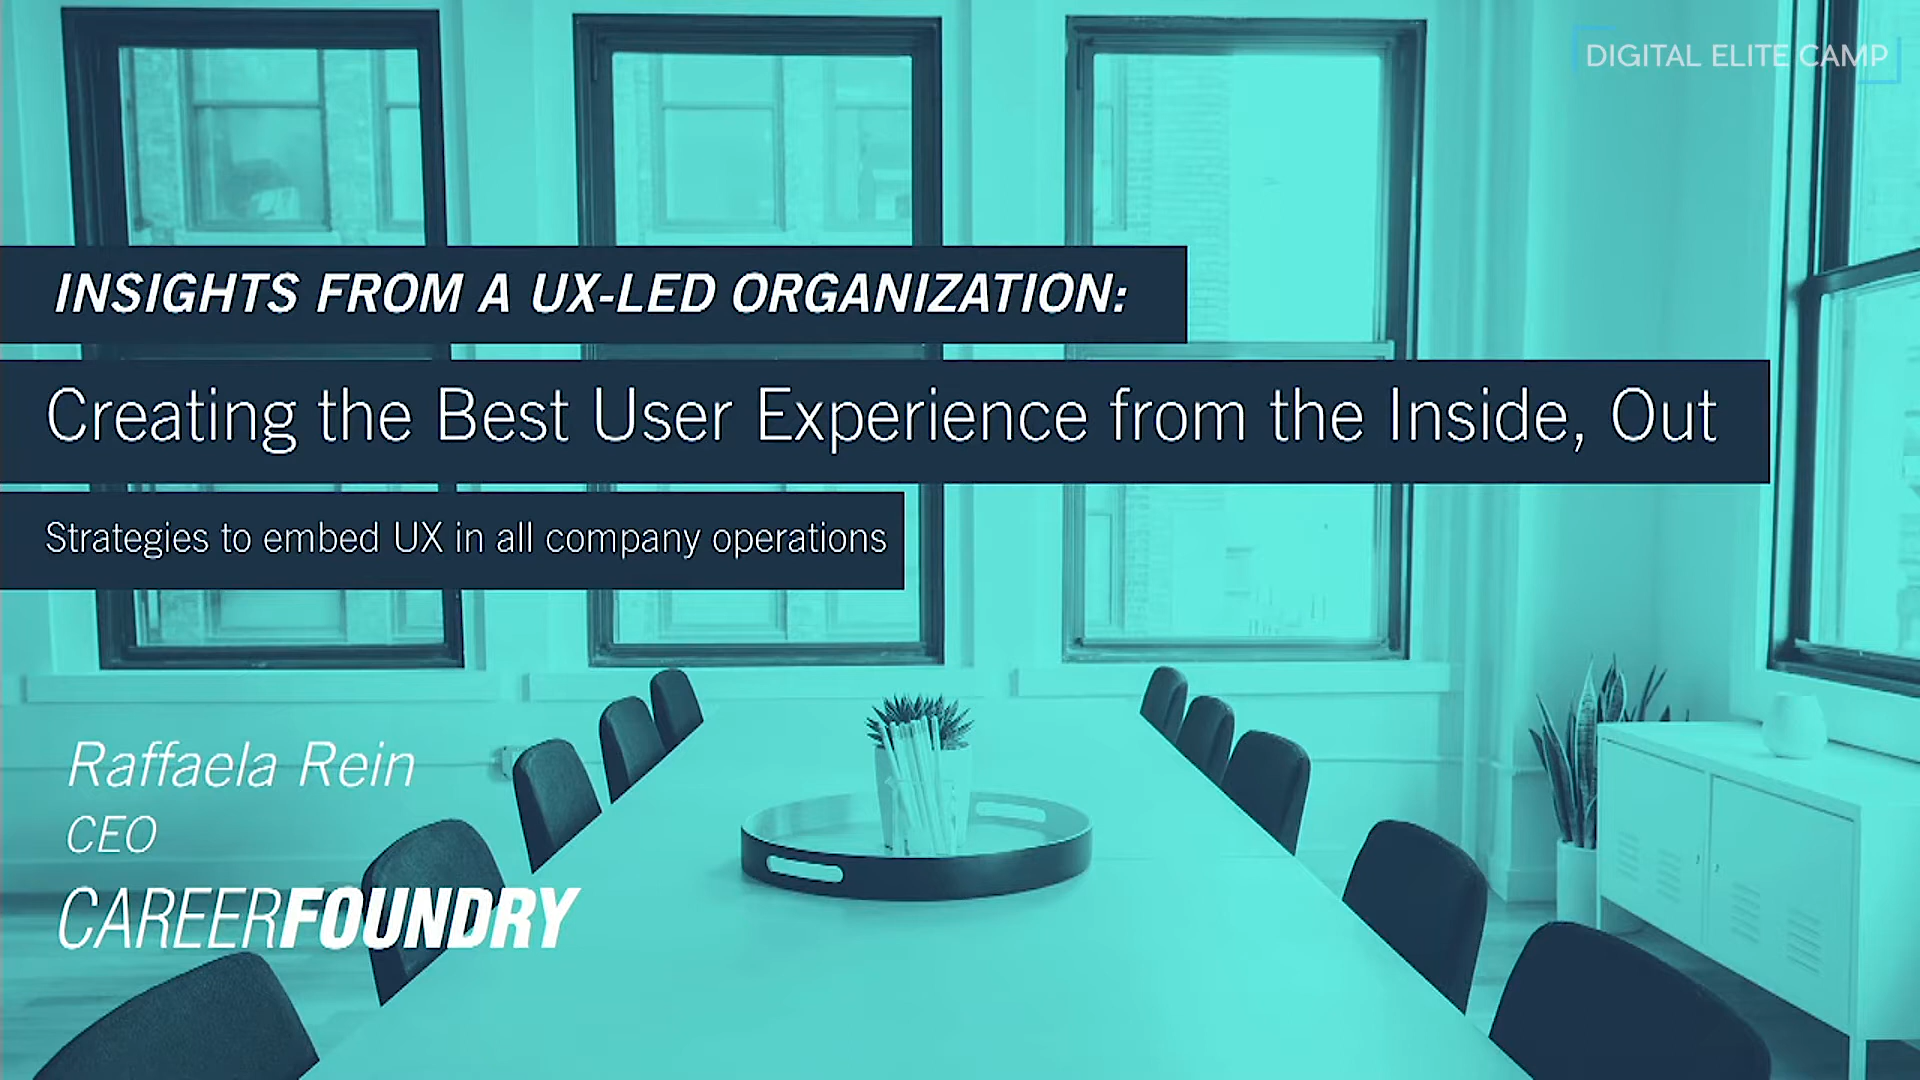 DIGITAL ELITE CAMP
INSIGHTS FROM A UX-LED ORGANIZATION:
Creating the Best User Experience from the Inside, Out
Strategies to embed UX in all company operations
Raffaela Rein
CEO
CAREERFOUNDRY